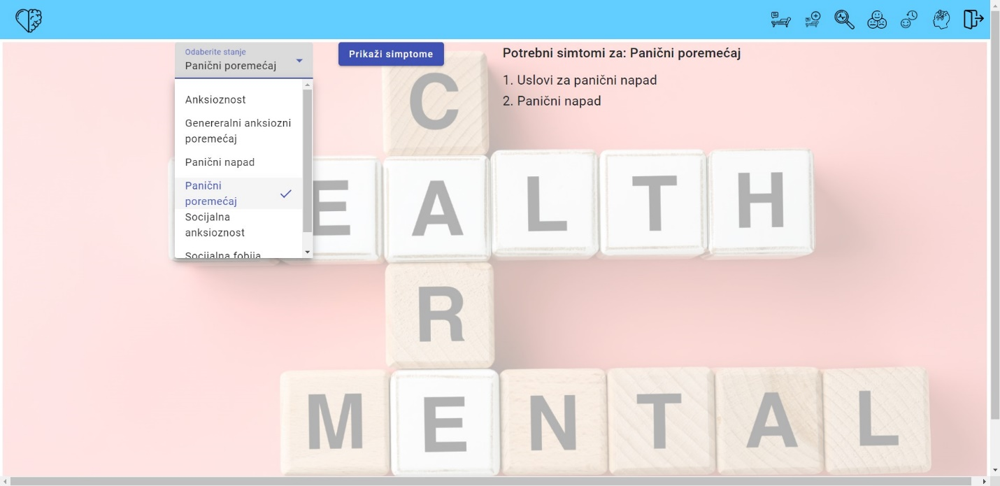 Odaberite stanje
Panični poremećaj
Prikaži simptome
Potrebni simtomi za: Panični poremećaj
1. Uslovi za panični napad
2. Panični napad
Anksioznost
Genereralni anksiozni
poremećaj
Panični napad
Panični
poremećaj
Socijalna
anksioznost
Socijalna fobija
C
E A L T H
R
M E N T A L